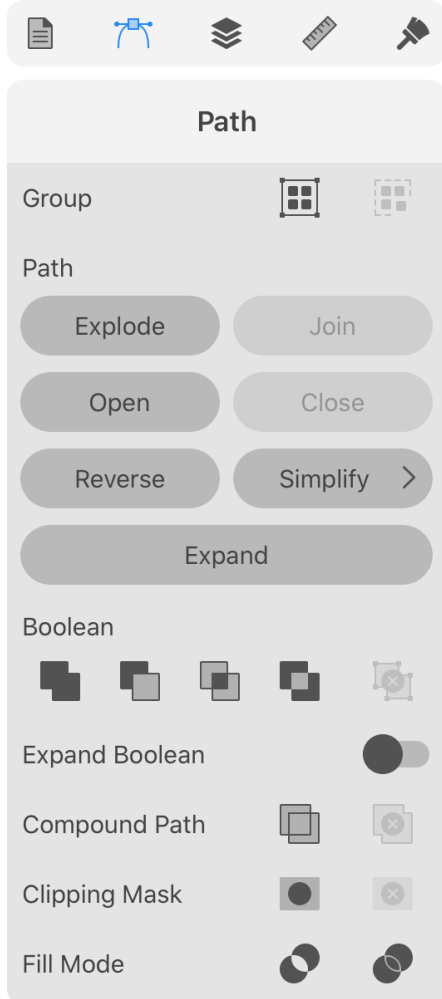 Path
Group
Path
Explode Join
Open Close
Reverse Simplify
Expand
Boolean
Expand Boolean
Compound Path
Clipping Mask
Fill Mode